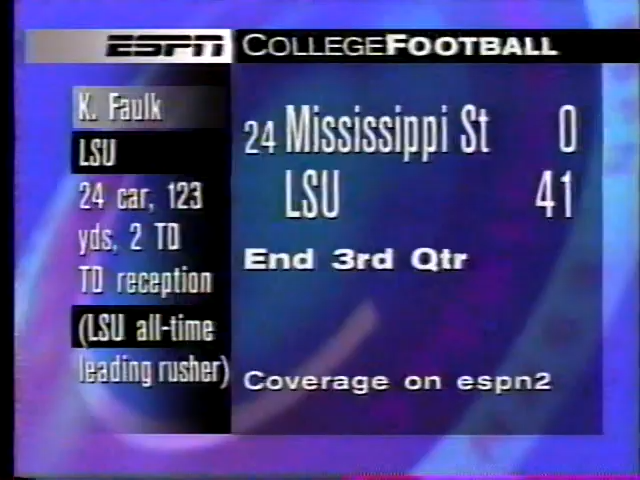 ESPN COLLEGEFOOTBALL
K. Faulk
LSU
24 car, 123
yds, 2 TD
TD reception
(LSU all-time
leading rusher)
24 Mississippi St 0
LSU 41
End 3rd Qtr
Coverage on espn2